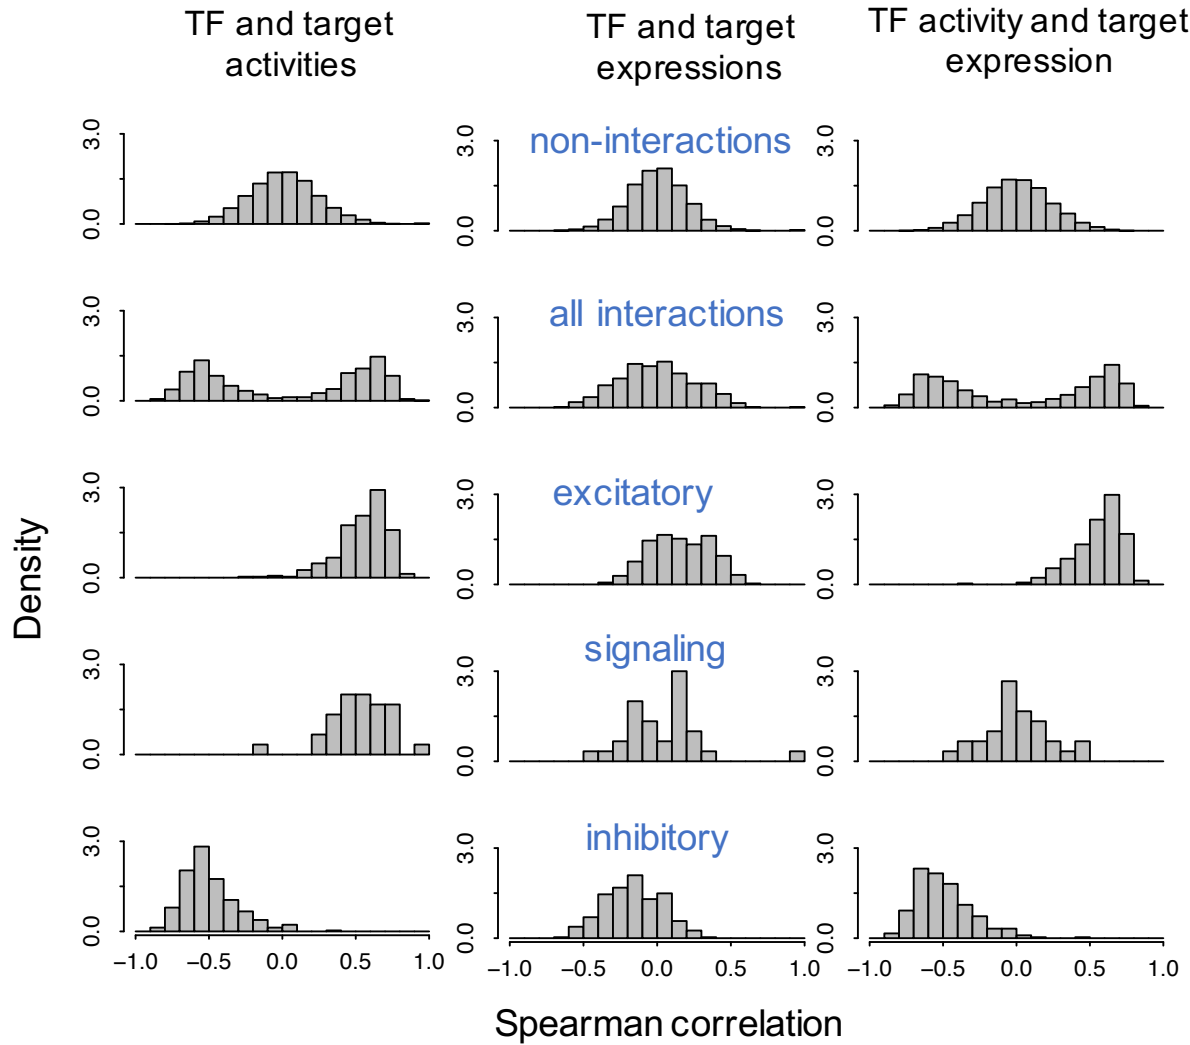 TF and target
activities
TF and target
expressions
TF activity and target
expression
non-interactions
3.0
0.0
3.0
0.0
3.0
0.0
all interactions
3.0
0.0
3.0
0.0
3.0
0.0
excitatory
3.0
0.0
3.0
0.0
3.0
0.0
signaling
3.0
0.0
3.0
0.0
3.0
0.0
inhibitory
3.0
0.0
3.0
0.0
3.0
0.0
Density
−1.0 −0.5 0.0 0.5 1.0
−1.0 −0.5 0.0 0.5 1.0
−1.0 −0.5 0.0 0.5 1.0
Spearman correlation